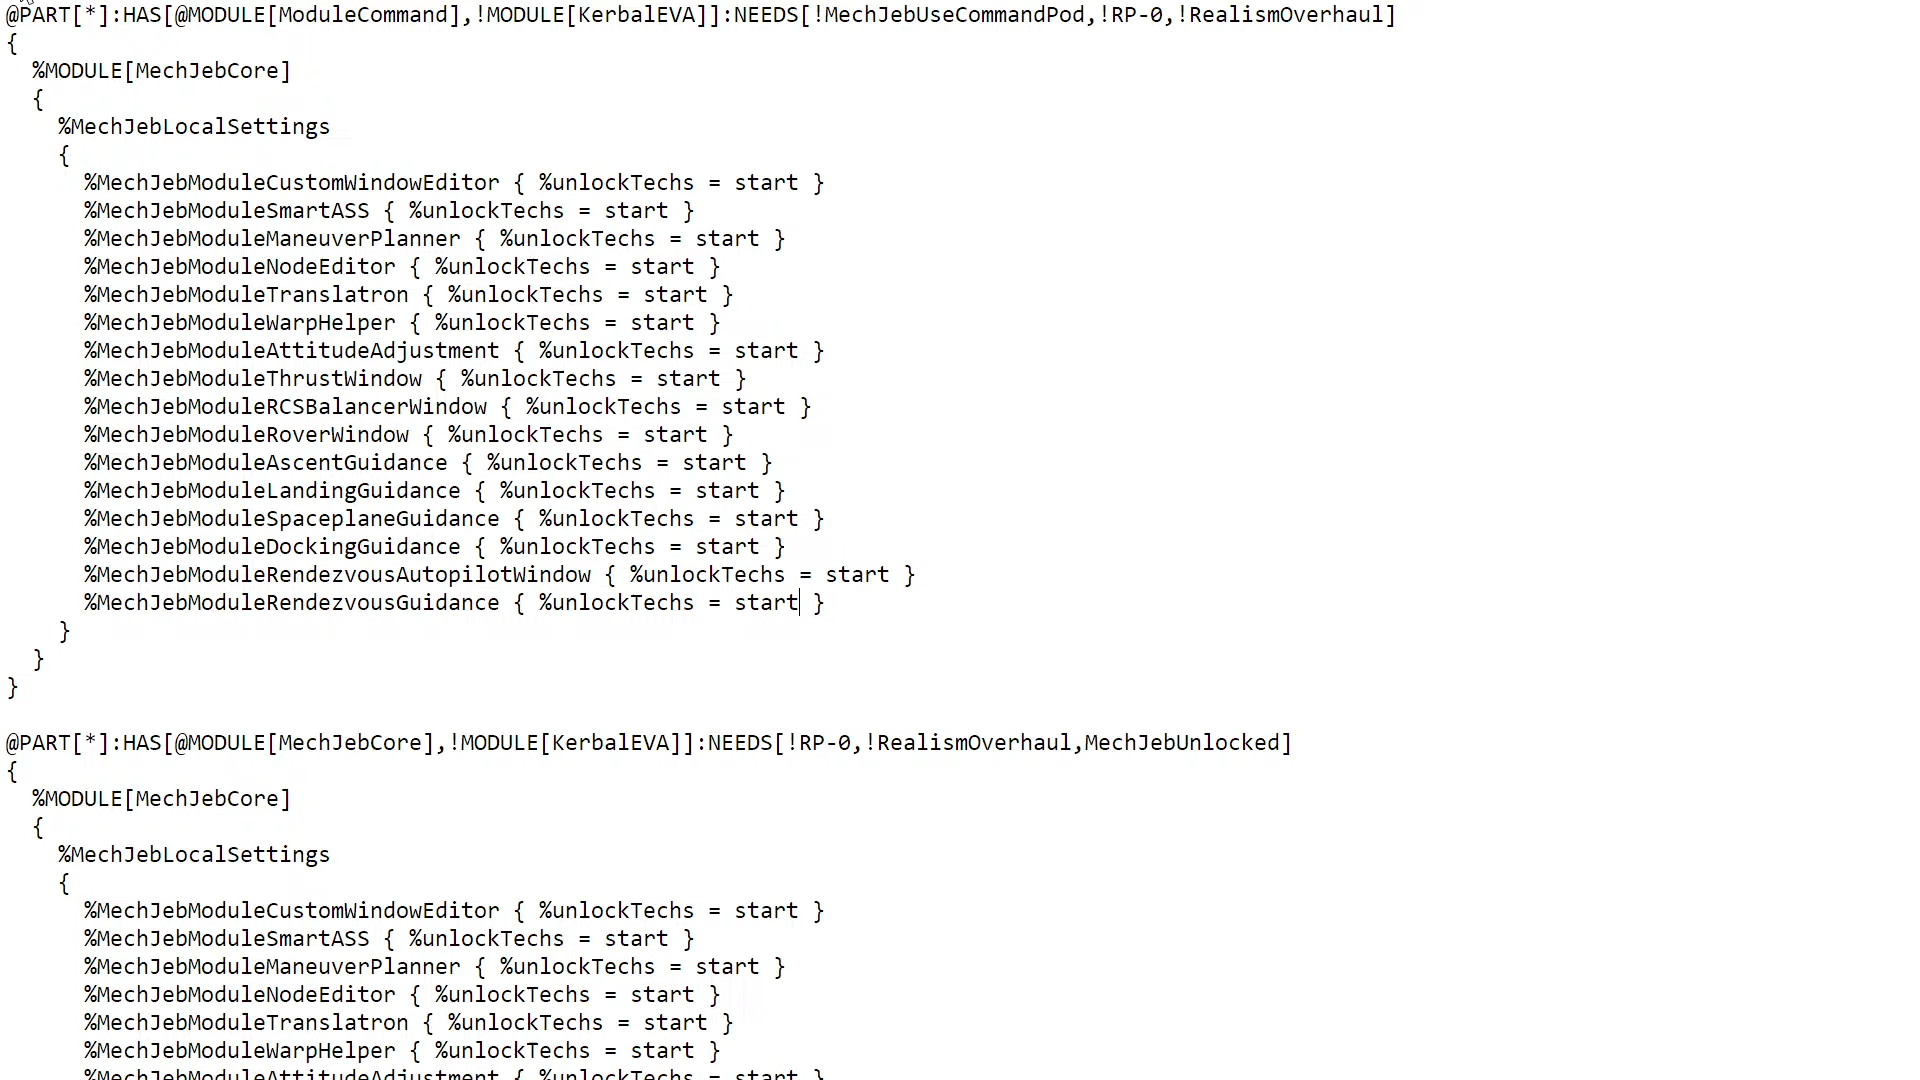 @PART[*]:HAS[@MODULE[ModuleCommand],!MODULE[KerbalEVA]]:NEEDS[!MechJebUseCommandPod,!RP-0,!RealismOverhaul]
{
  %MODULE[MechJebCore]
  {
    %MechJebLocalSettings
    {
      %MechJebModuleCustomWindowEditor { %unlockTechs = start }
      %MechJebModuleSmartASS { %unlockTechs = start }
      %MechJebModuleManeuverPlanner { %unlockTechs = start }
      %MechJebModuleNodeEditor { %unlockTechs = start }
      %MechJebModuleTranslatron { %unlockTechs = start }
      %MechJebModuleWarpHelper { %unlockTechs = start }
      %MechJebModuleAttitudeAdjustment { %unlockTechs = start }
      %MechJebModuleThrustWindow { %unlockTechs = start }
      %MechJebModuleRCSBalancerWindow { %unlockTechs = start }
      %MechJebModuleRoverWindow { %unlockTechs = start }
      %MechJebModuleAscentGuidance { %unlockTechs = start }
      %MechJebModuleLandingGuidance { %unlockTechs = start }
      %MechJebModuleSpaceplaneGuidance { %unlockTechs = start }
      %MechJebModuleDockingGuidance { %unlockTechs = start }
      %MechJebModuleRendezvousAutopilotWindow { %unlockTechs = start }
      %MechJebModuleRendezvousGuidance { %unlockTechs = start }
    }
  }
}

@PART[*]:HAS[@MODULE[MechJebCore],!MODULE[KerbalEVA]]:NEEDS[!RP-0,!RealismOverhaul,MechJebUnlocked]
{
  %MODULE[MechJebCore]
  {
    %MechJebLocalSettings
    {
      %MechJebModuleCustomWindowEditor { %unlockTechs = start }
      %MechJebModuleSmartASS { %unlockTechs = start }
      %MechJebModuleManeuverPlanner { %unlockTechs = start }
      %MechJebModuleNodeEditor { %unlockTechs = start }
      %MechJebModuleTranslatron { %unlockTechs = start }
      %MechJebModuleWarpHelper { %unlockTechs = start }
      %MechJebModuleAttitudeAdjustment { %unlockTechs = start }